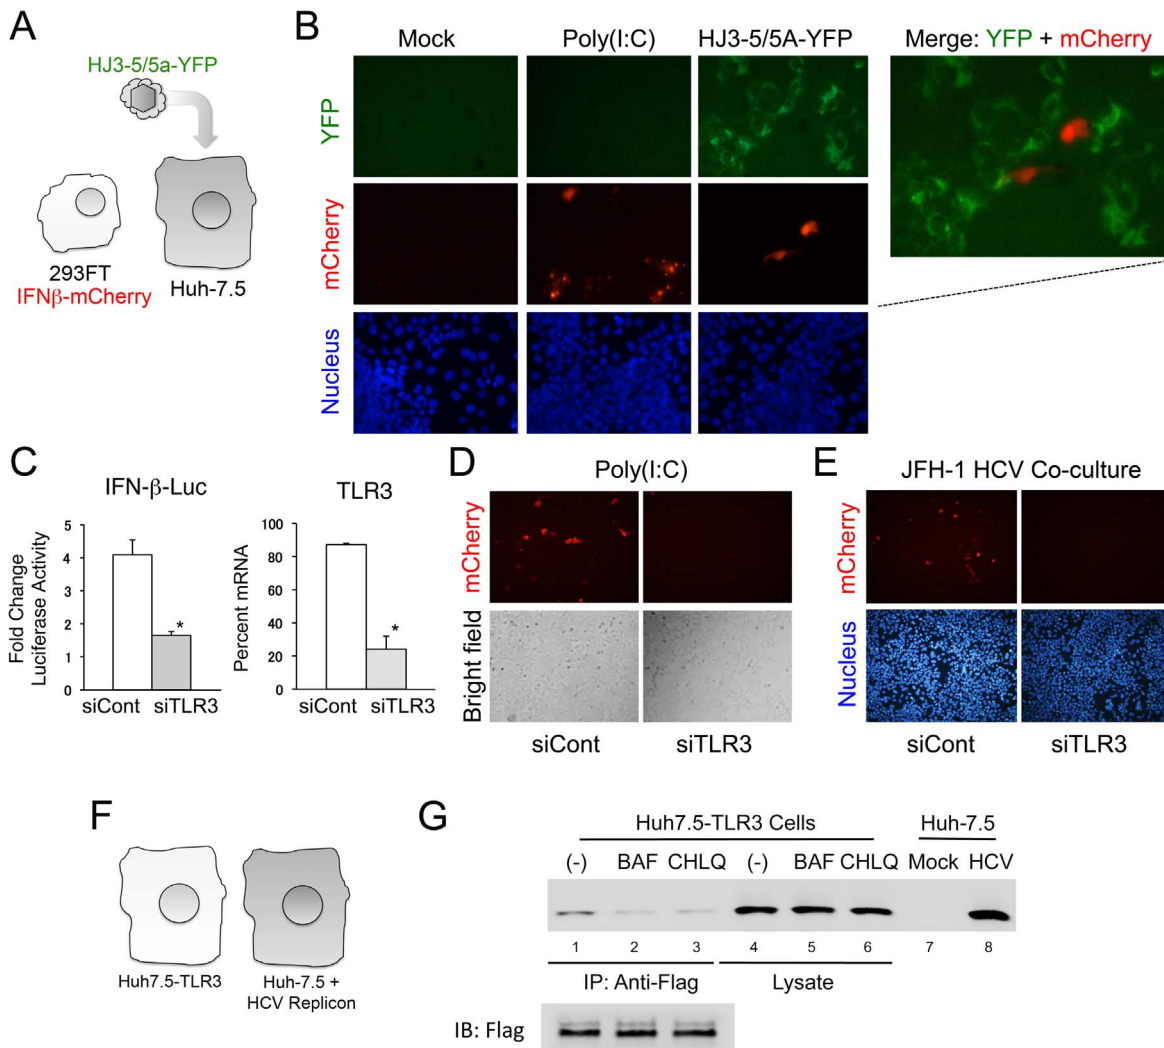 A
HJ3-5/5a-YFP
293FT
IFNβ-mCherry
Huh-7.5
B
Mock
Poly(I:C)
HJ3-5/5A-YFP
Merge: YFP + mCherry
YFP
mCherry
Nucleus
C
IFN-β-Luc
Fold Change
Luciferase Activity
5
4
3
2
1
0
*
siCont
siTLR3
TLR3
Percent mRNA
100
80
60
40
20
0
*
siCont
siTLR3
D
Poly(I:C)
mCherry
Bright field
siCont
siTLR3
E
JFH-1 HCV Co-culture
mCherry
Nucleus
siCont
siTLR3
F
Huh7.5-TLR3
Huh-7.5 +
HCV Replicon
G
Huh7.5-TLR3 Cells
Huh-7.5
(-) BAF CHLQ (-) BAF CHLQ Mock HCV
1 2 3 4 5 6 7 8
IP: Anti-Flag
Lysate
IB: Flag